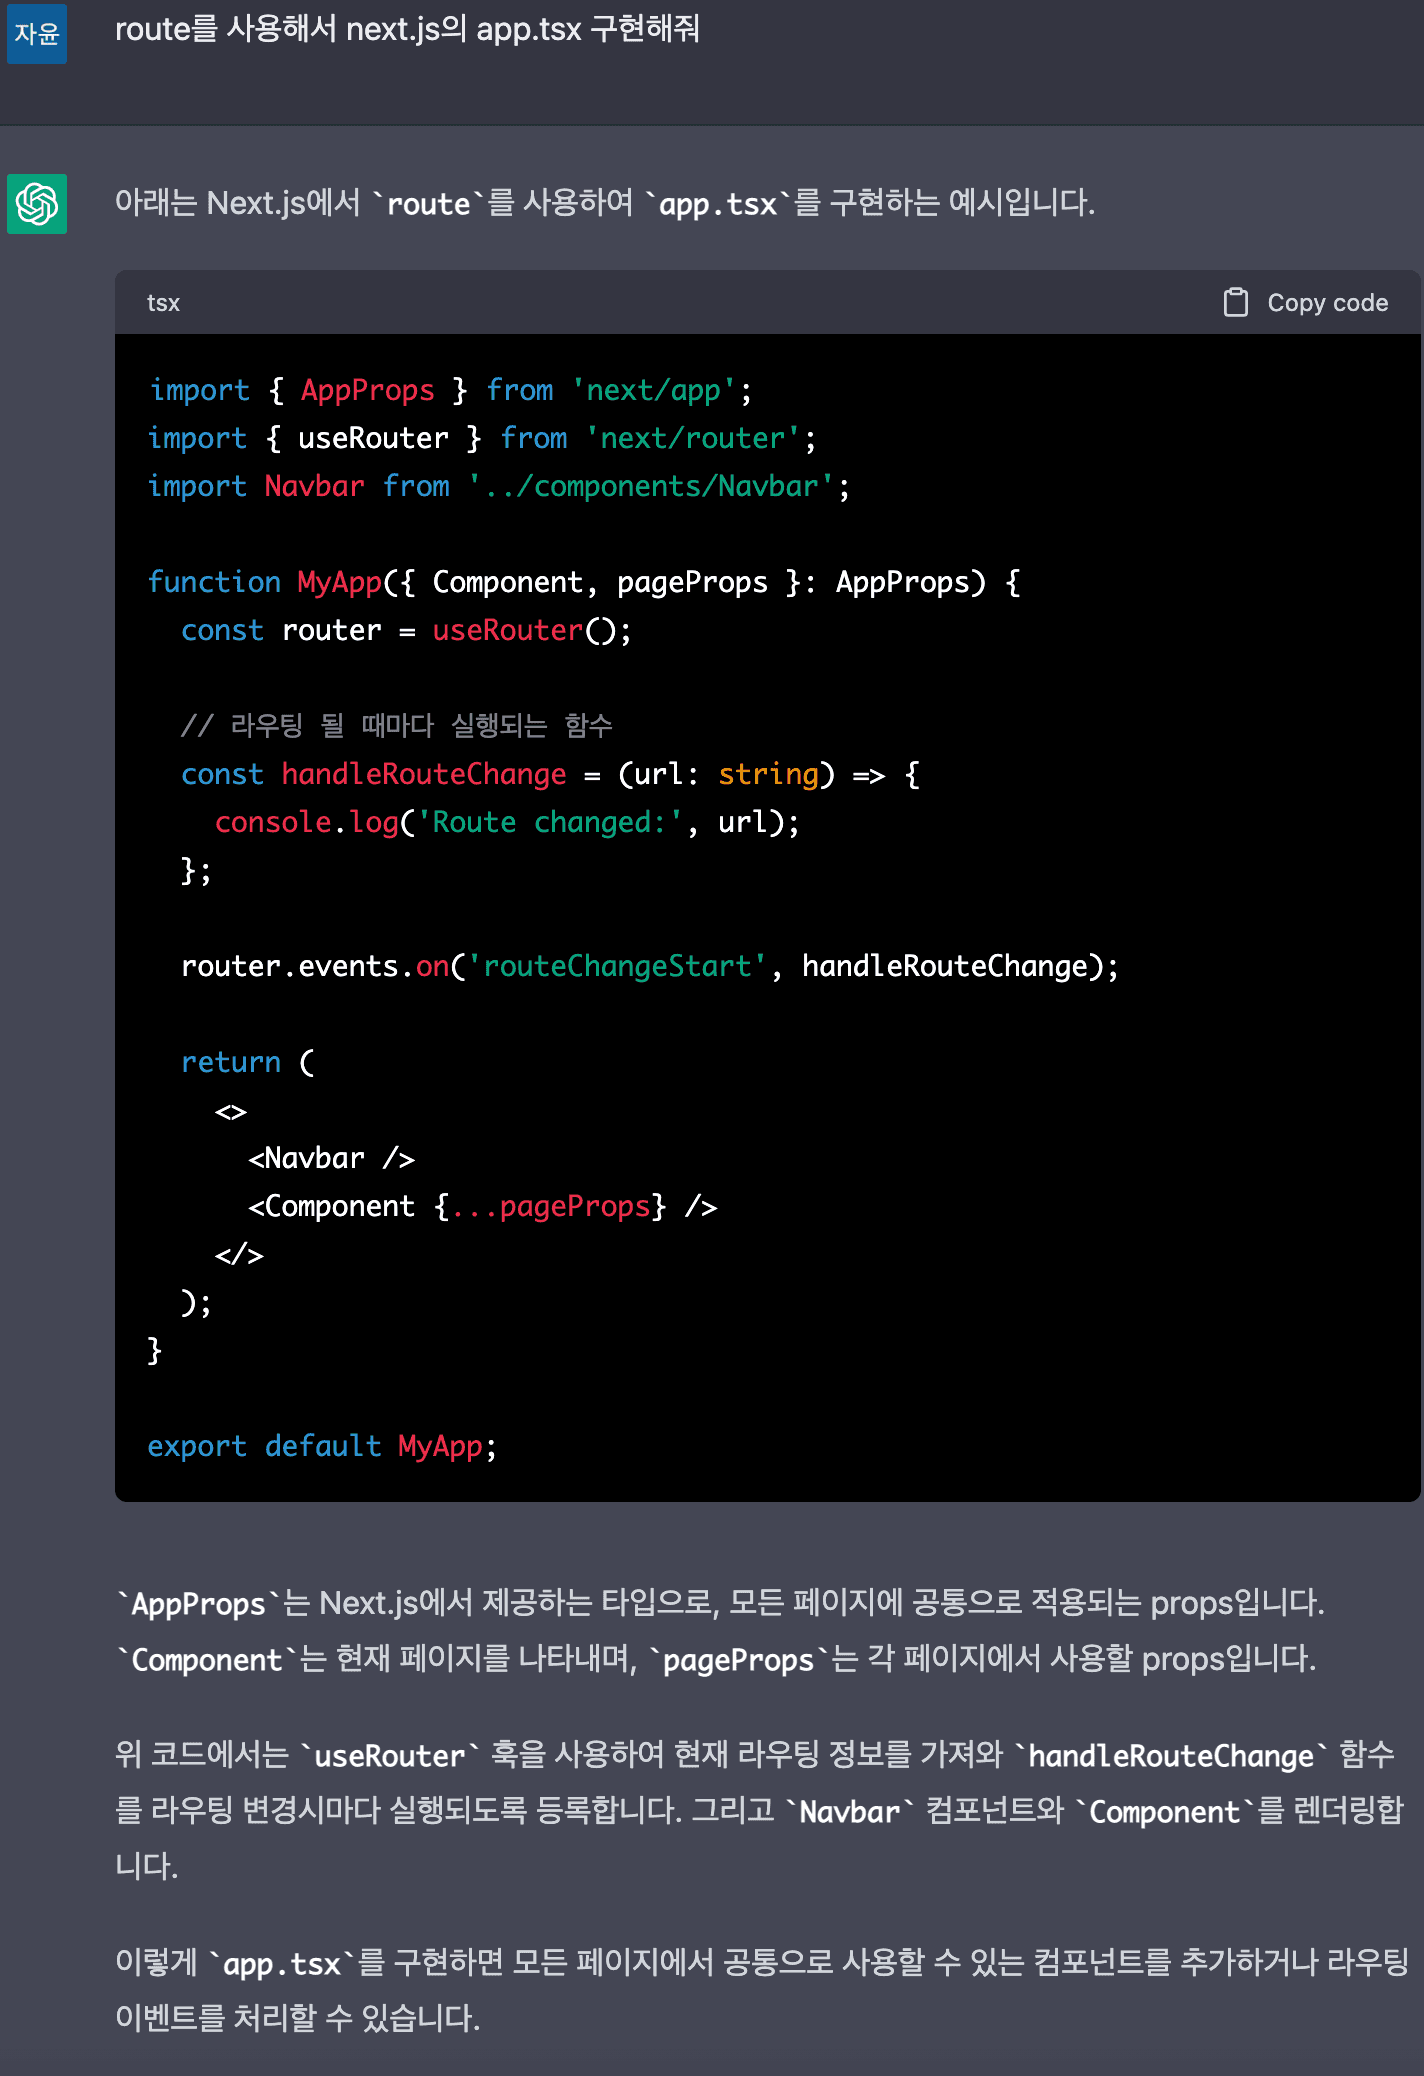 자윤
route를 사용해서 next.js의 app.tsx 구현해줘
아래는 Next.js에서 `route`를 사용하여 `app.tsx`를 구현하는 예시입니다.
tsx
Copy code
import { AppProps } from 'next/app';
import { useRouter } from 'next/router';
import Navbar from '../components/Navbar';
function MyApp({ Component, pageProps }: AppProps) {
const router = useRouter();
// 라우팅 될 때마다 실행되는 함수
const handleRouteChange = (url: string) => {
console.log('Route changed:', url);
};
router.events.on('routeChangeStart', handleRouteChange);
return (
<>
<Navbar />
<Component {...pageProps} />
</>
);
}
export default MyApp;
`AppProps`는 Next.js에서 제공하는 타입으로, 모든 페이지에 공통으로 적용되는 props입니다.
`Component`는 현재 페이지를 나타내며, `pageProps`는 각 페이지에서 사용할 props입니다.
위 코드에서는 `useRouter` 훅을 사용하여 현재 라우팅 정보를 가져와 `handleRouteChange` 함수
를 라우팅 변경시마다 실행되도록 등록합니다. 그리고 `Navbar` 컴포넌트와 `Component`를 렌더링합
니다.
이렇게 `app.tsx`를 구현하면 모든 페이지에서 공통으로 사용할 수 있는 컴포넌트를 추가하거나 라우팅
이벤트를 처리할 수 있습니다.